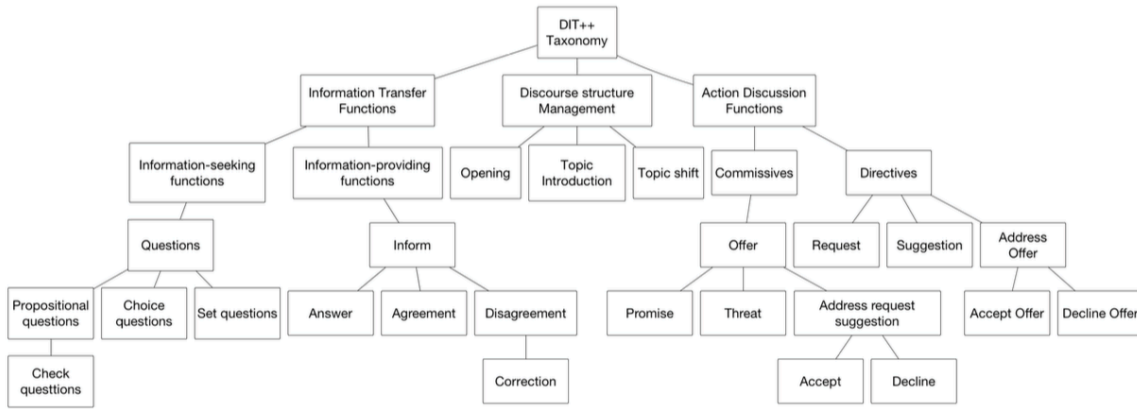 DIT++
Taxonomy
Information Transfer
Functions
Discourse structure
Management
Action Discussion
Functions
Information-seeking
functions
Information-providing
functions
Opening
Topic
Introduction
Topic shift
Commissives
Directives
Questions
Inform
Offer
Request
Suggestion
Address
Offer
Propositional
questions
Choice
questions
Set questions
Answer
Agreement
Disagreement
Promise
Threat
Address request
suggestion
Accept Offer
Decline Offer
Check
questtions
Correction
Accept
Decline